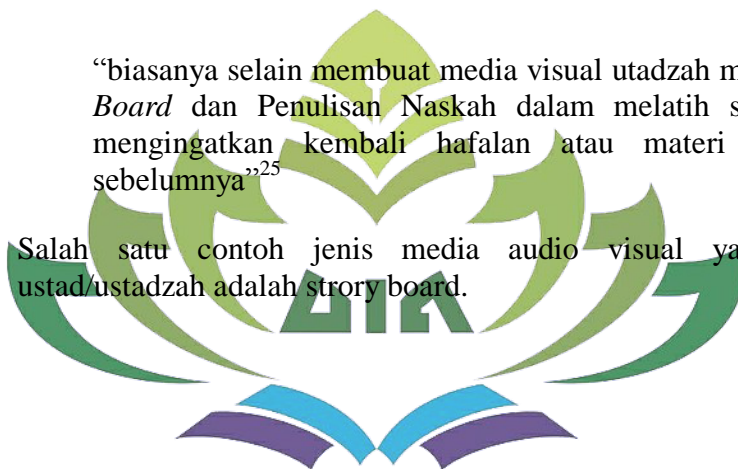 “biasanya selain membuat media visual utadzah m
Board dan Penulisan Naskah dalam melatih s
mengingatkan kembali hafalan atau materi
sebelumnya”25
Salah satu contoh jenis media audio visual ya
ustad/ustadzah adalah strory board.